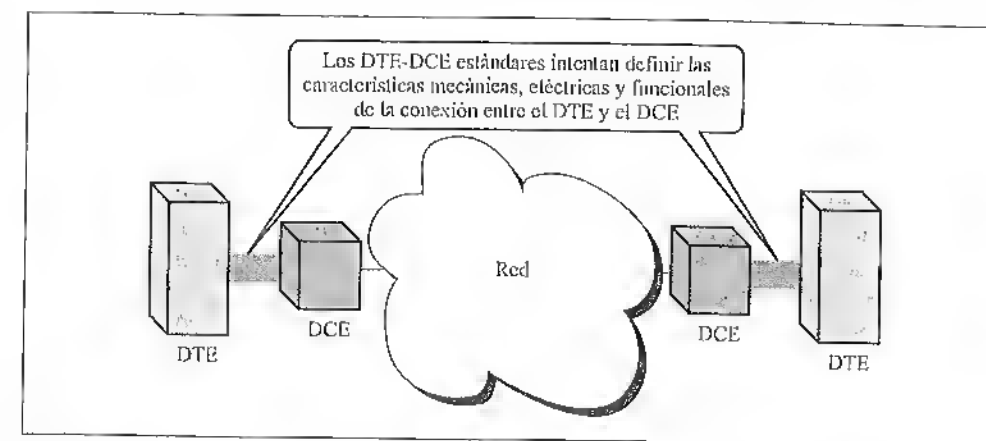 Los DTE-DCE estándares intentan definir las
características mecánicas, eléctricas y funcionales
de la conexión entre el DTE y el DCE
Red
DCE
DCE
DTE
DTE